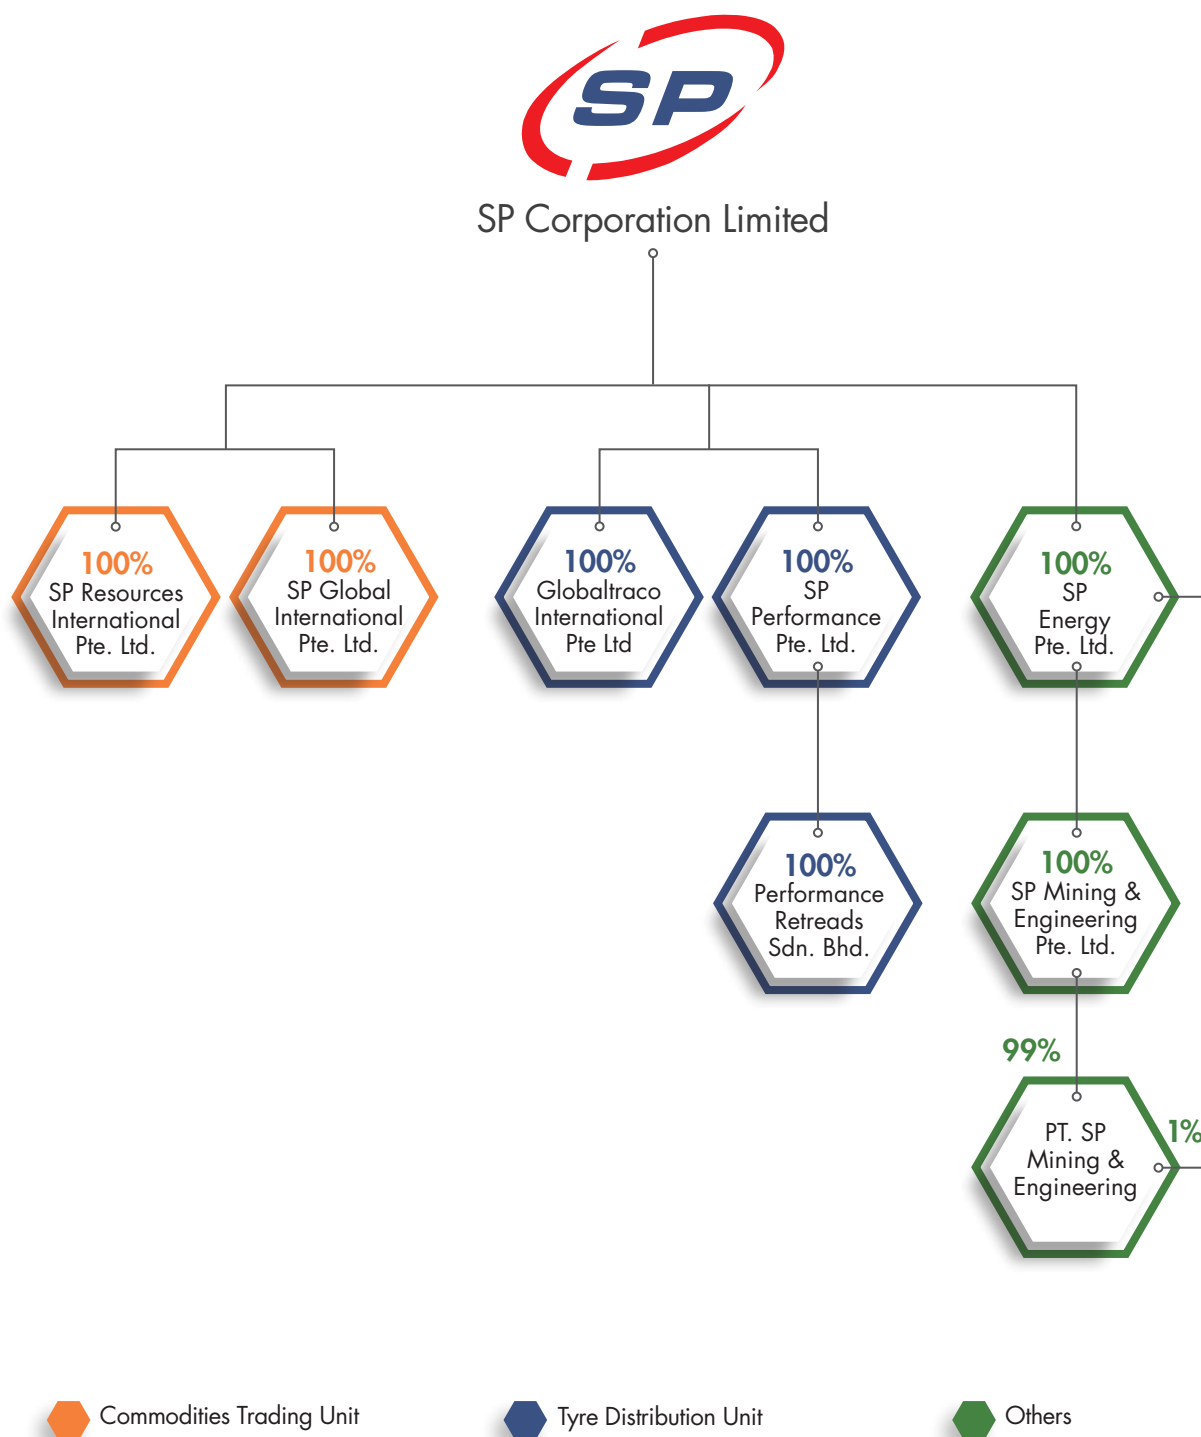 SP
SP Corporation Limited
100%
SP Resources
International
Pte. Ltd.
100%
SP Global
International
Pte. Ltd.
100%
Globaltraco
International
Pte Ltd
100%
SP
Performance
Pte. Ltd.
100%
SP
Energy
Pte. Ltd.
100%
Performance
Retreads
Sdn. Bhd.
100%
SP Mining &
Engineering
Pte. Ltd.
99%
PT. SP
Mining &
Engineering
1%
Commodities Trading Unit
Tyre Distribution Unit
Others